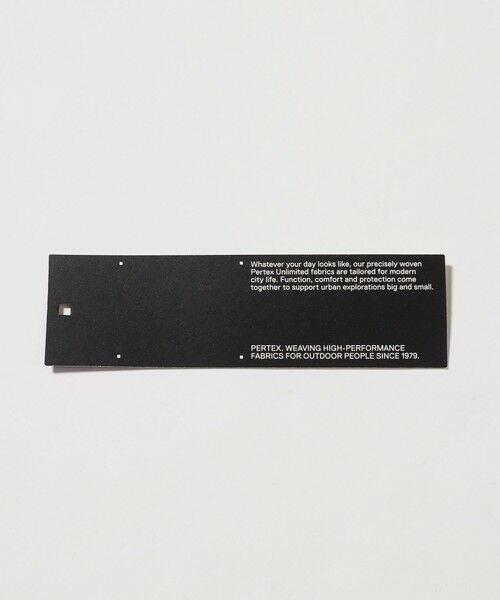 Whatever your day looks like, our precisely woven
Pertex Unlimited fabrics are tailored for modern
city life. Function, comfort and protection come
together to support urban explorations big and small.
PERTEX. WEAVING HIGH-PERFORMANCE
FABRICS FOR OUTDOOR PEOPLE SINCE 1979.